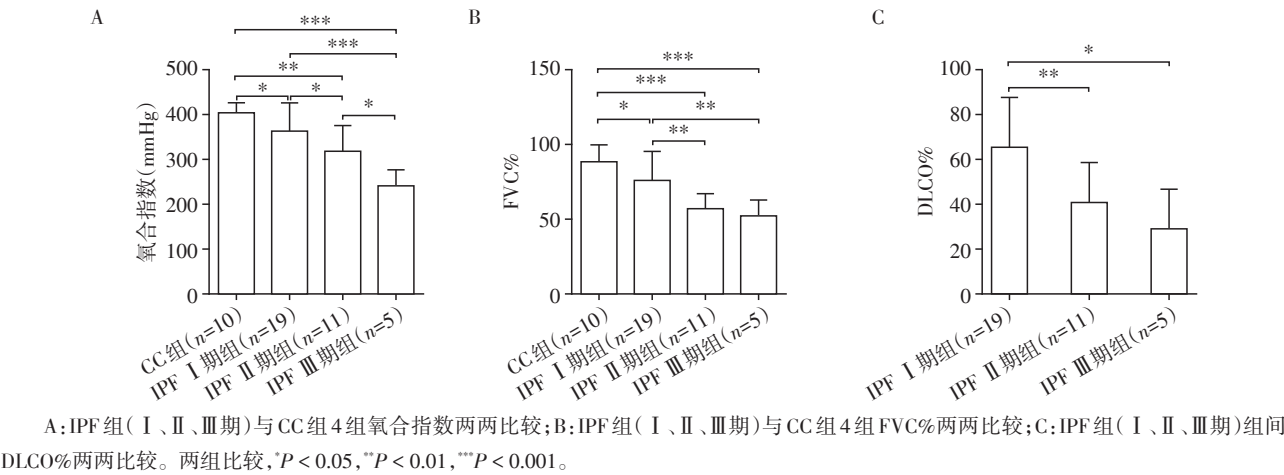 A
B
C
***
***
**
*
*
*
500
400
300
200
100
0
氧合指数(mmHg)
CC组(n=10)
IPF Ⅰ期组(n=19)
IPF Ⅱ期组(n=11)
IPF Ⅲ期组(n=5)
***
***
*
**
**
150
100
50
0
FVC%
CC组(n=10)
IPF Ⅰ期组(n=19)
IPF Ⅱ期组(n=11)
IPF Ⅲ期组(n=5)
*
**
100
80
60
40
20
0
DLCO%
IPF Ⅰ期组(n=19)
IPF Ⅱ期组(n=11)
IPF Ⅲ期组(n=5)
A:IPF组(Ⅰ、Ⅱ、Ⅲ期)与CC组4组氧合指数两两比较;B:IPF组(Ⅰ、Ⅱ、Ⅲ期)与CC组4组FVC%两两比较;C:IPF组(Ⅰ、Ⅱ、Ⅲ期)组间
DLCO%两两比较。两组比较,*P<0.05,**P<0.01,***P<0.001。